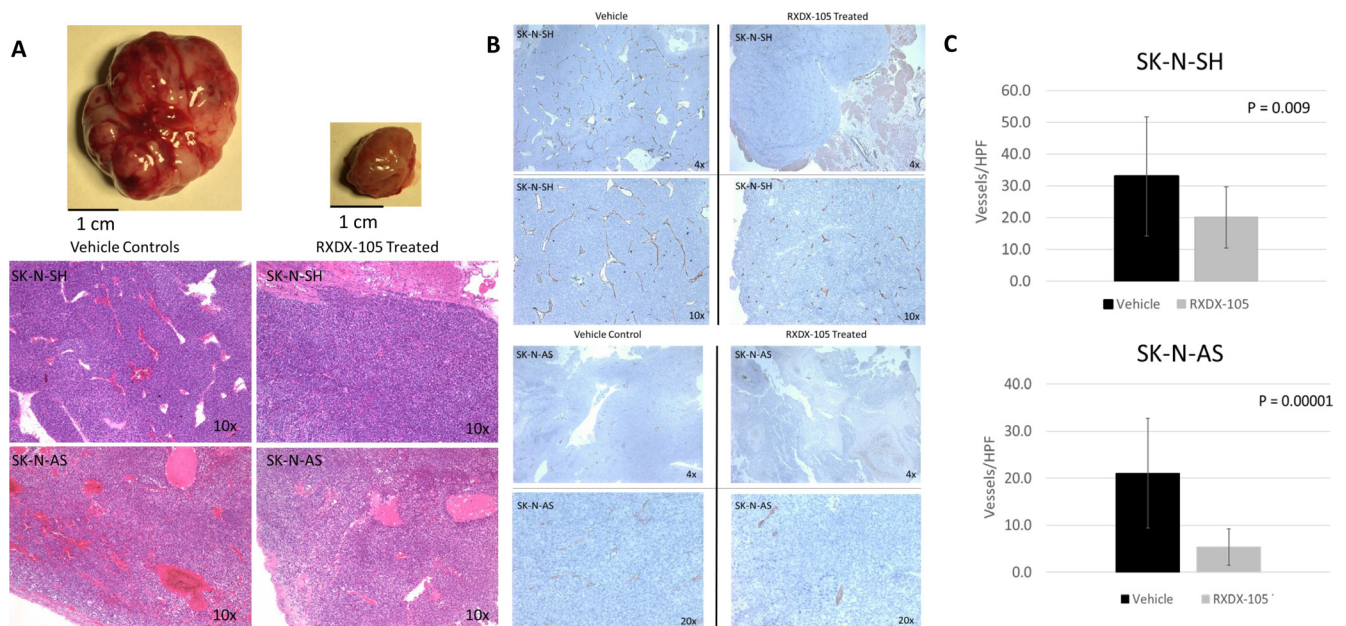 A
1 cm
1 cm
Vehicle Controls
RXDX-105 Treated
SK-N-SH
10x
SK-N-SH
10x
SK-N-AS
10x
SK-N-AS
10x
B
Vehicle
RXDX-105 Treated
SK-N-SH
4x
SK-N-SH
4x
SK-N-SH
10x
SK-N-SH
10x
Vehicle Control
RXDX-105 Treated
SK-N-AS
4x
SK-N-AS
4x
SK-N-AS
20x
SK-N-AS
20x
C
SK-N-SH
P = 0.009
Vessels/HPF
60.0
50.0
40.0
30.0
20.0
10.0
0.0
Vehicle
RXDX-105
SK-N-AS
P = 0.00001
Vessels/HPF
40.0
30.0
20.0
10.0
0.0
Vehicle
RXDX-105